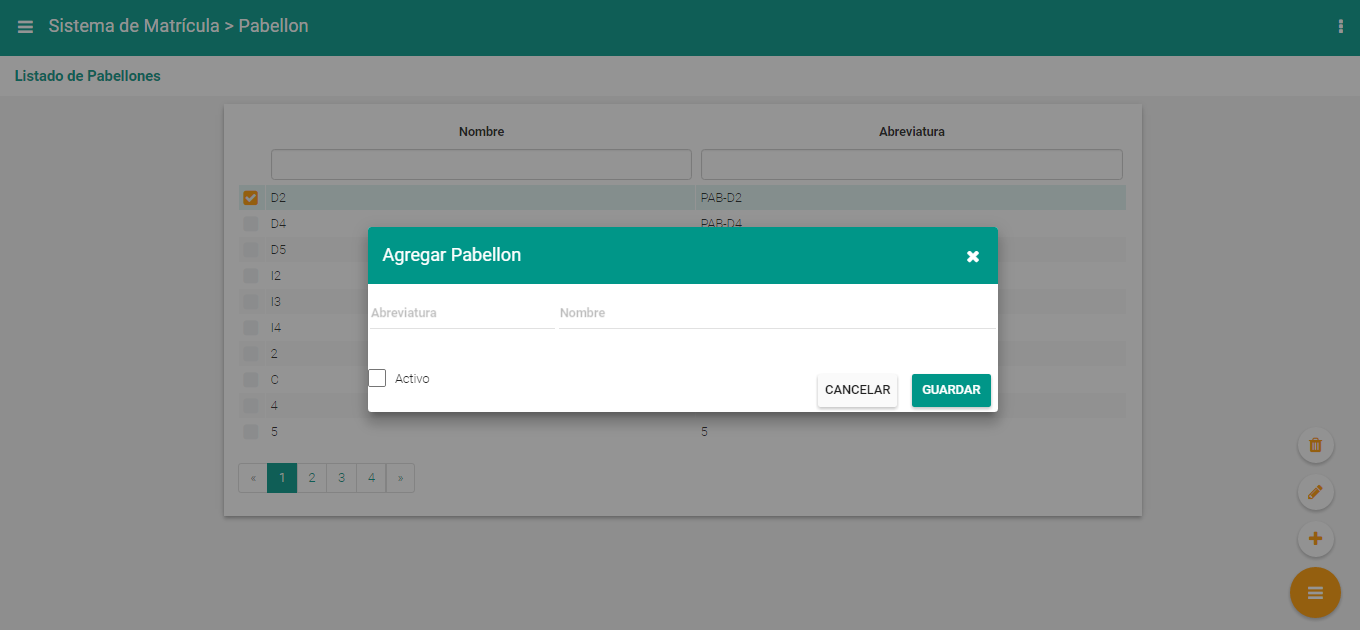 Sistema de Matrícula > Pabellon
Listado de Pabellones
Nombre Abreviatura
D2 PAB-D2
D4 PAB-D4
D5
I2
I3
I4
2
C
4
5 5
« 1 2 3 4 »
Agregar Pabellon
Abreviatura Nombre
Activo
CANCELAR GUARDAR